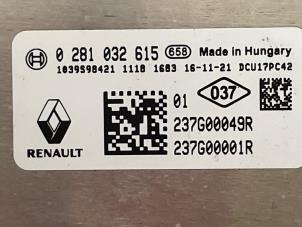 0 281 032 615 658 Made in Hungary
1039S98421 1118 1683 16-11-21 DCU17PC42
01 037
237G00049R
RENAULT
237G00001R